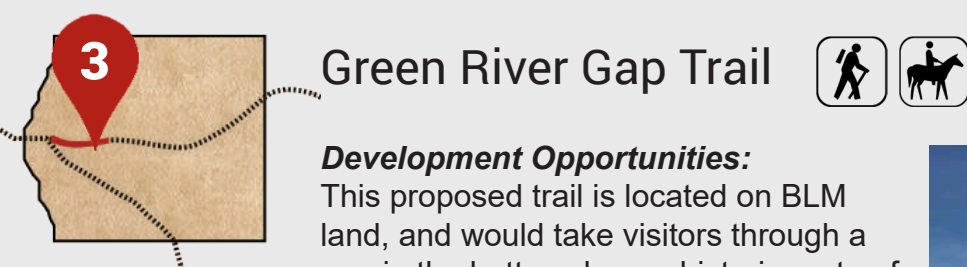 3
Green River Gap Trail
Development Opportunities:
This proposed trail is located on BLM
land, and would take visitors through a